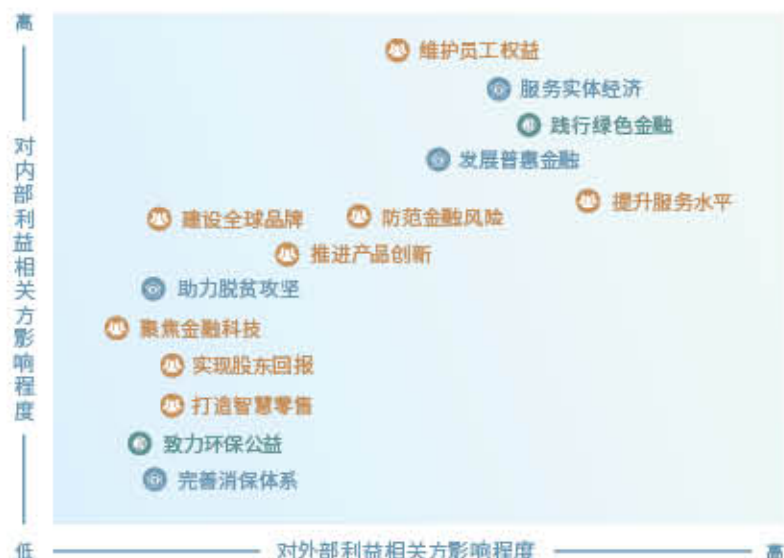 高
维护员工权益
服务实体经济
践行绿色金融
发展普惠金融
提升服务水平
建设全球品牌
防范金融风险
推进产品创新
助力脱贫攻坚
聚焦金融科技
实现股东回报
打造智慧零售
致力环保公益
完善消保体系
对内部利益相关方影响程度
低
对外部利益相关方影响程度
高